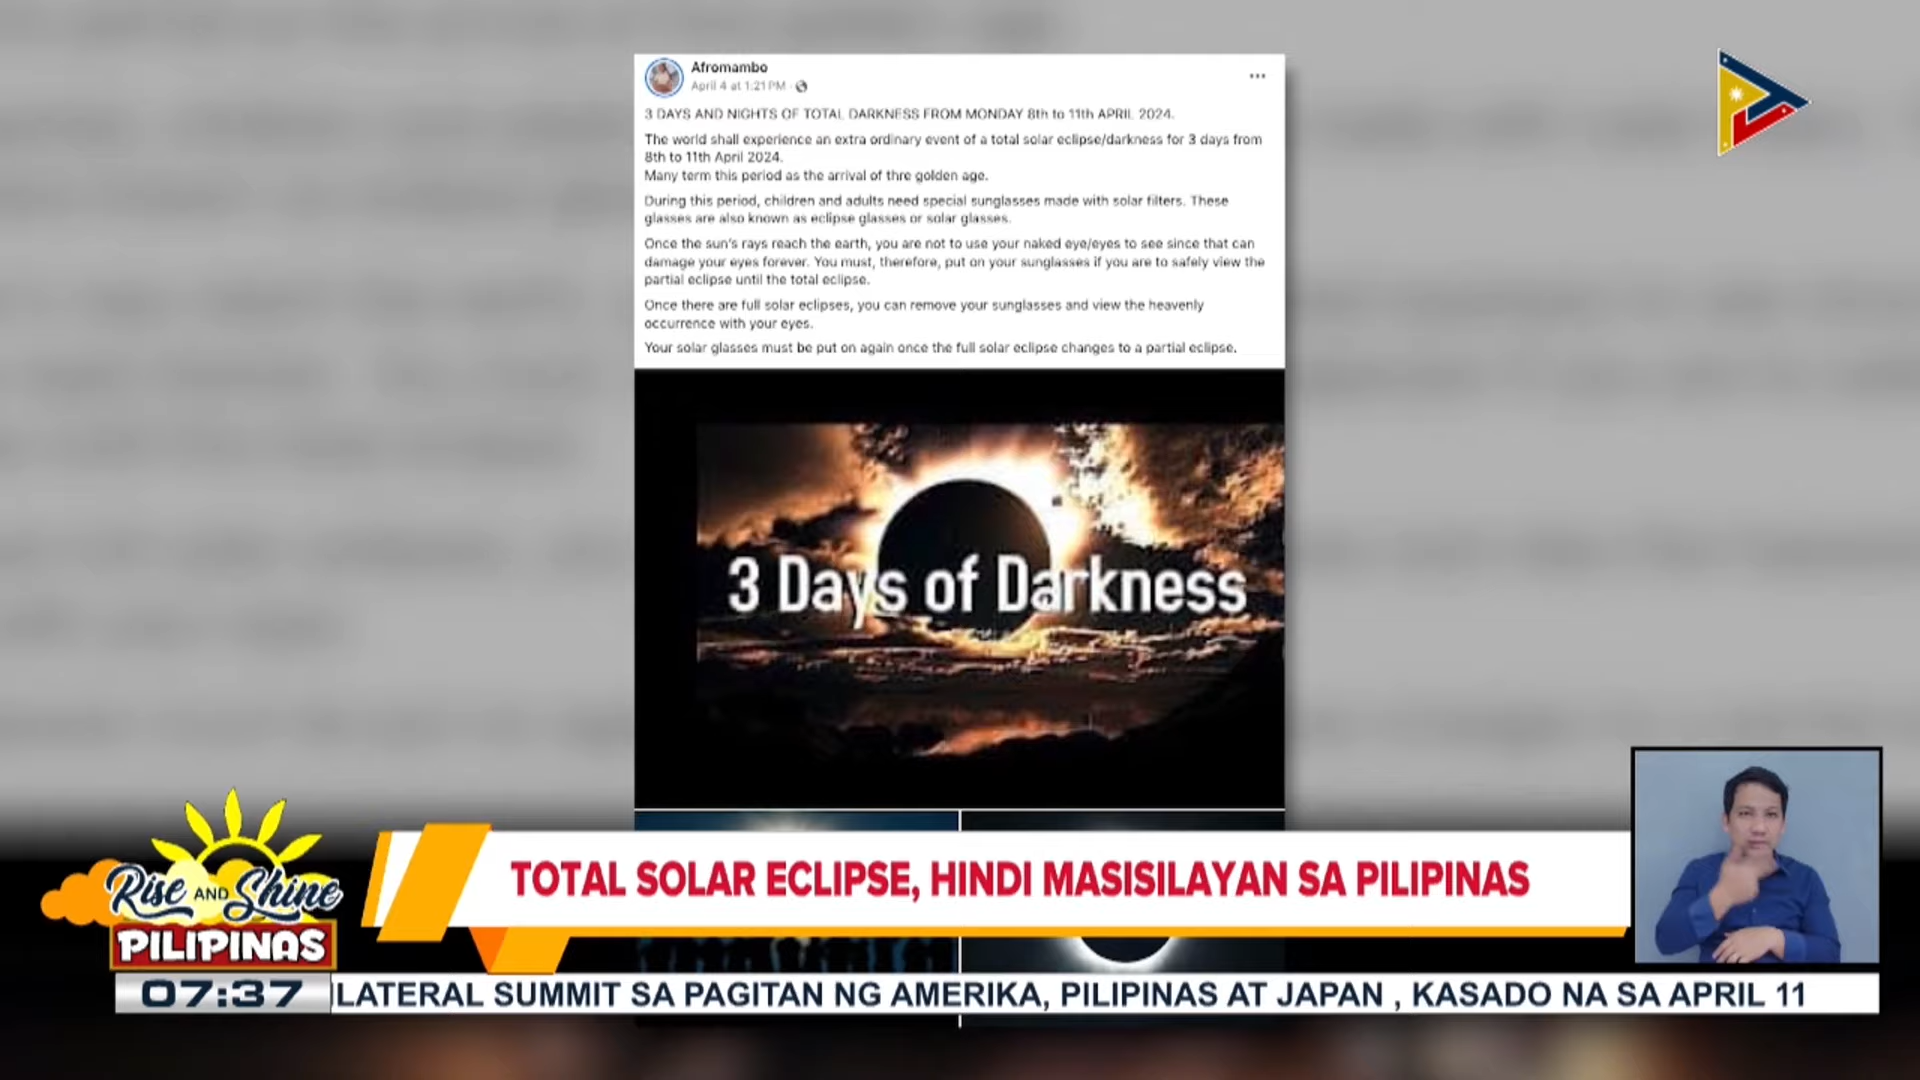 Afromambo
April 4 at 1:21 PM
3 DAYS AND NIGHTS OF TOTAL DARKNESS FROM MONDAY 8th to 11th APRIL 2024.
The world shall experience an extra ordinary event of a total solar eclipse/darkness for 3 days from
8th to 11th April 2024.
Many term this period as the arrival of thre golden age.
During this period, children and adults need special sunglasses made with solar filters. These
glasses are also known as eclipse glasses or solar glasses.
Once the sun's rays reach the earth, you are not to use your naked eye/eyes to see since that can
damage your eyes forever. You must, therefore, put on your sunglasses if you are to safely view the
partial eclipse until the total eclipse.
Once there are full solar eclipses, you can remove your sunglasses and view the heavenly
occurrence with your eyes.
Your solar glasses must be put on again once the full solar eclipse changes to a partial eclipse.
3 Days of Darkness
TOTAL SOLAR ECLIPSE, HINDI MASISILAYAN SA PILIPINAS
Rise AND Shine
PILIPINAS
07:37
LATERAL SUMMIT SA PAGITAN NG AMERIKA, PILIPINAS AT JAPAN , KASADO NA SA APRIL 11